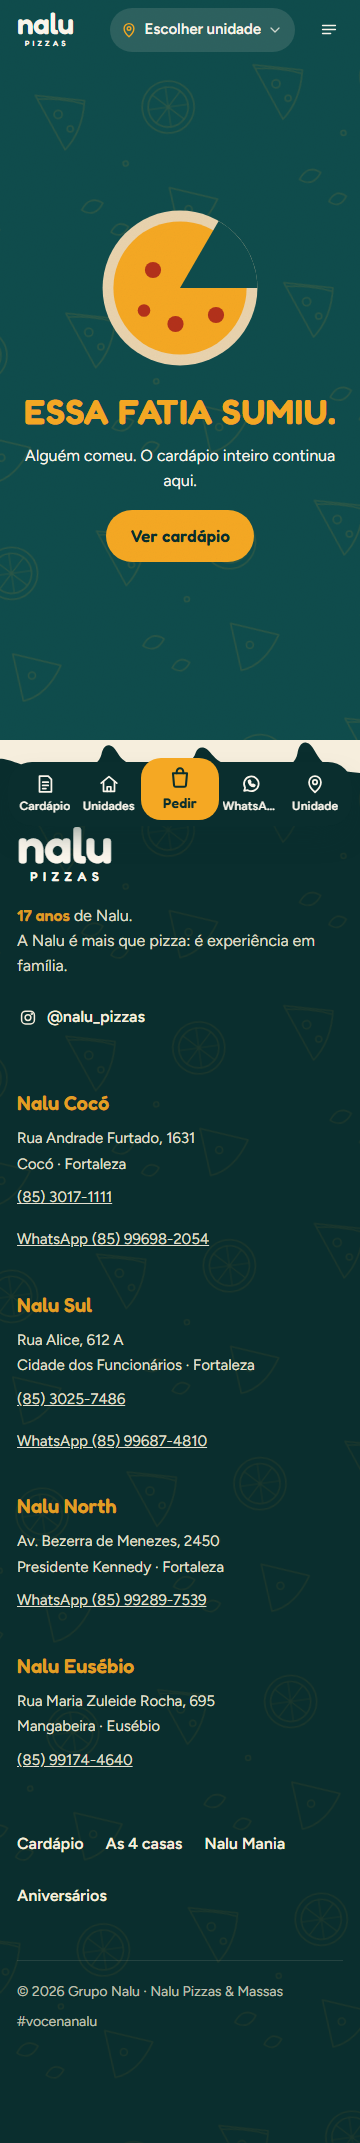 nalu
PIZZAS
Escolher unidade
ESSA FATIA SUMIU.
Alguém comeu. O cardápio inteiro continua
aqui.
Ver cardápio
Cardápio
Unidades
Pedir
WhatsA...
Unidade
nalu
PIZZAS
17 anos de Nalu.
A Nalu é mais que pizza: é experiência em
família.
@nalu_pizzas
Nalu Cocó
Rua Andrade Furtado, 1631
Cocó · Fortaleza
(85) 3017-1111
WhatsApp (85) 99698-2054
Nalu Sul
Rua Alice, 612 A
Cidade dos Funcionários · Fortaleza
(85) 3025-7486
WhatsApp (85) 99687-4810
Nalu North
Av. Bezerra de Menezes, 2450
Presidente Kennedy · Fortaleza
WhatsApp (85) 99289-7539
Nalu Eusébio
Rua Maria Zuleide Rocha, 695
Mangabeira · Eusébio
(85) 99174-4640
Cardápio As 4 casas Nalu Mania
Aniversários
© 2026 Grupo Nalu · Nalu Pizzas & Massas
#vocenanalu